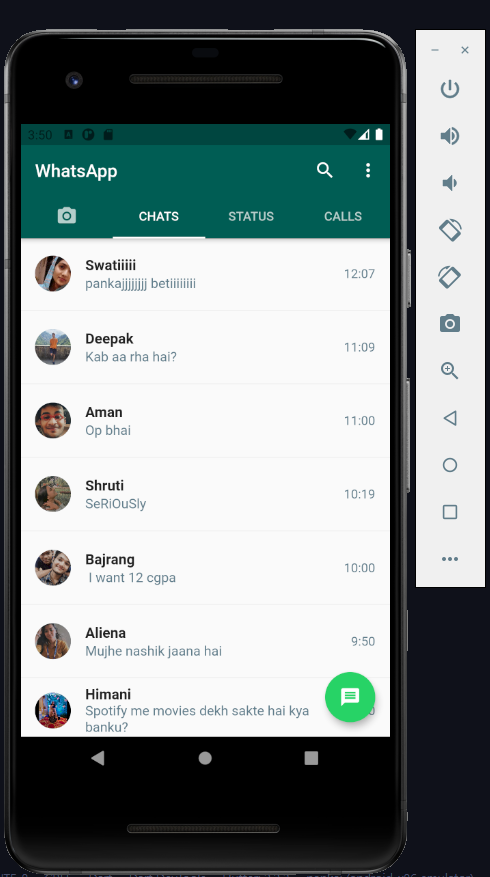 3:50
WhatsApp
CHATS STATUS CALLS
Swatiiiii
12:07
pankajjjjjjjj betiiiiiiii
Deepak
11:09
Kab aa rha hai?
Aman
11:00
Op bhai
Shruti
10:19
SeRiOuSly
Bajrang
10:00
I want 12 cgpa
Aliena
9:50
Mujhe nashik jaana hai
Himani
Spotify me movies dekh sakte hai kya
banku?